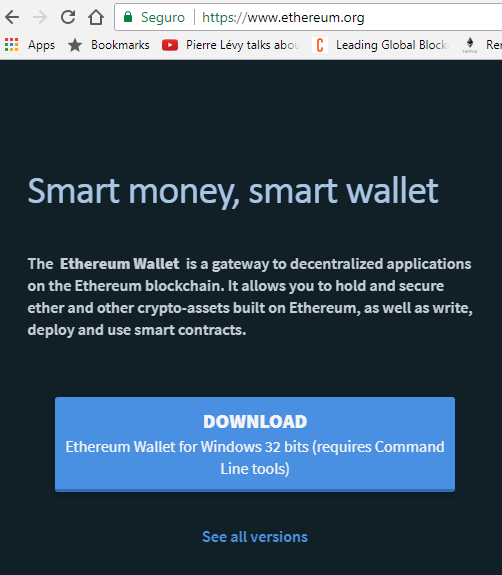 Seguro https://www.ethereum.org
Apps Bookmarks Pierre Lévy talks abou Leading Global Block Re
Smart money, smart wallet
The Ethereum Wallet is a gateway to decentralized applications
on the Ethereum blockchain. It allows you to hold and secure
ether and other crypto-assets built on Ethereum, as well as write,
deploy and use smart contracts.
DOWNLOAD
Ethereum Wallet for Windows 32 bits (requires Command
Line tools)
See all versions